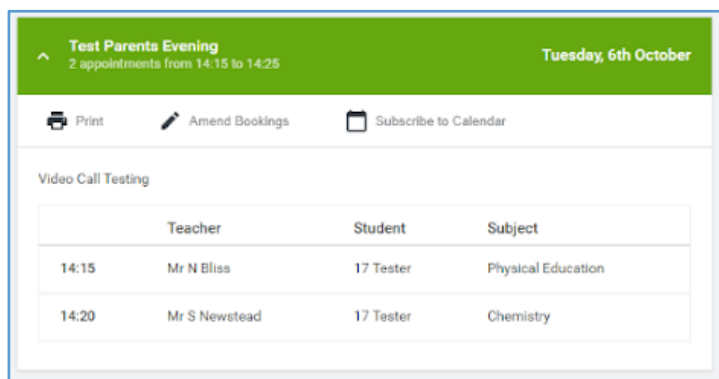 Test Parents Evening
2 appointments from 14:15 to 14:25
Tuesday, 6th October
Print Amend Bookings Subscribe to Calendar
Video Call Testing
Teacher Student Subject
14:15 Mr N Bliss 17 Tester Physical Education
14:20 Mr S Newstead 17 Tester Chemistry